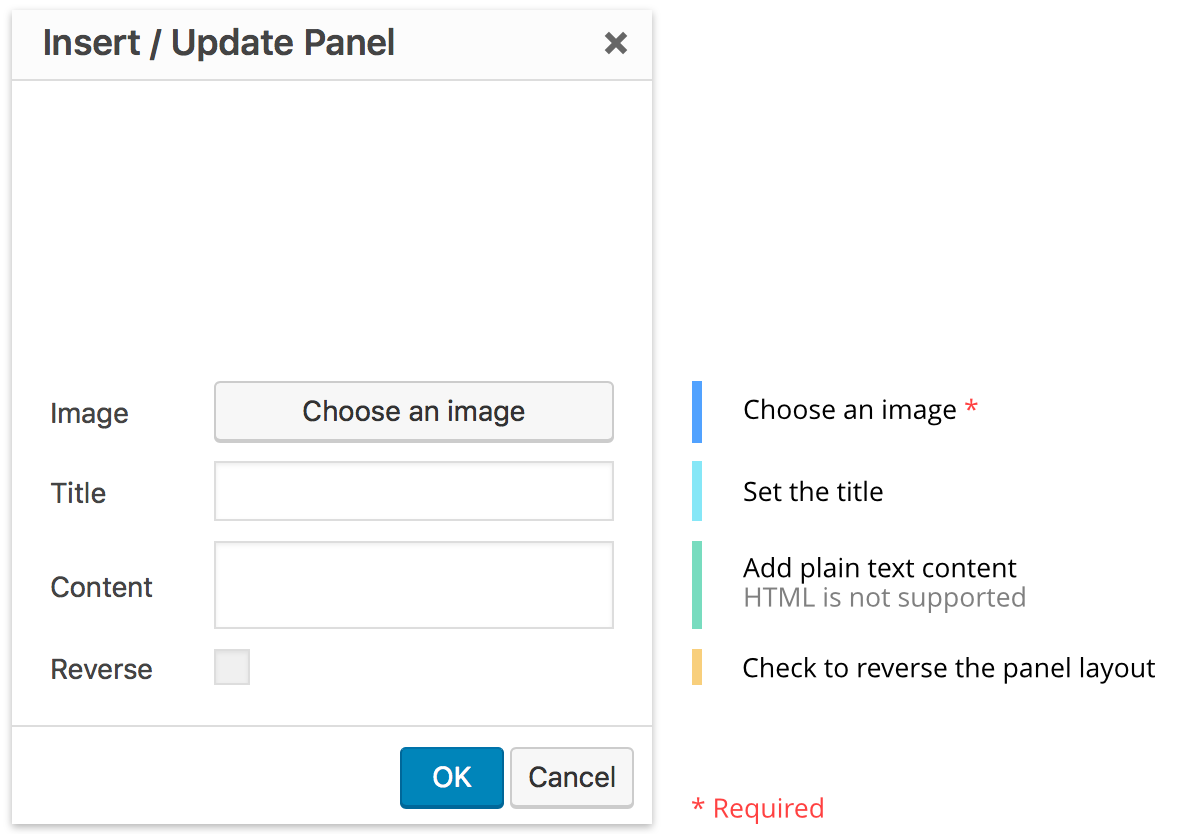 Insert / Update Panel
Image
Choose an image
Choose an image *
Title
Set the title
Content
Add plain text content
HTML is not supported
Reverse
Check to reverse the panel layout
OK
Cancel
* Required